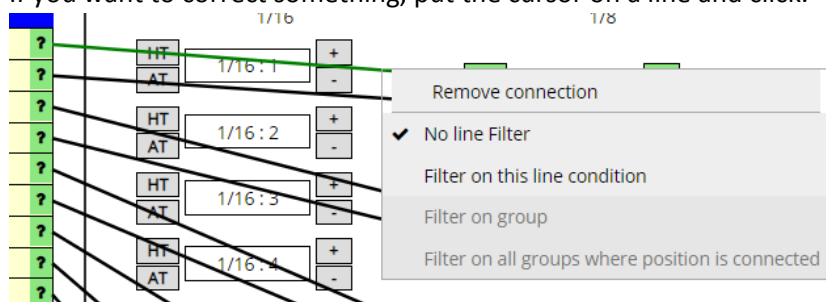 If you want to correct something, put the cursor on a line and click.
1/16 1/8
?
HT + 
1/16 : 1
AT -
?
Remove connection
?
HT +
1/16 : 2
AT -
✔ No line Filter
?
Filter on this line condition
?
HT +
1/16 : 3
AT -
?
Filter on group
?
HT +
1/16 : 4
AT -
?
Filter on all groups where position is connected
?